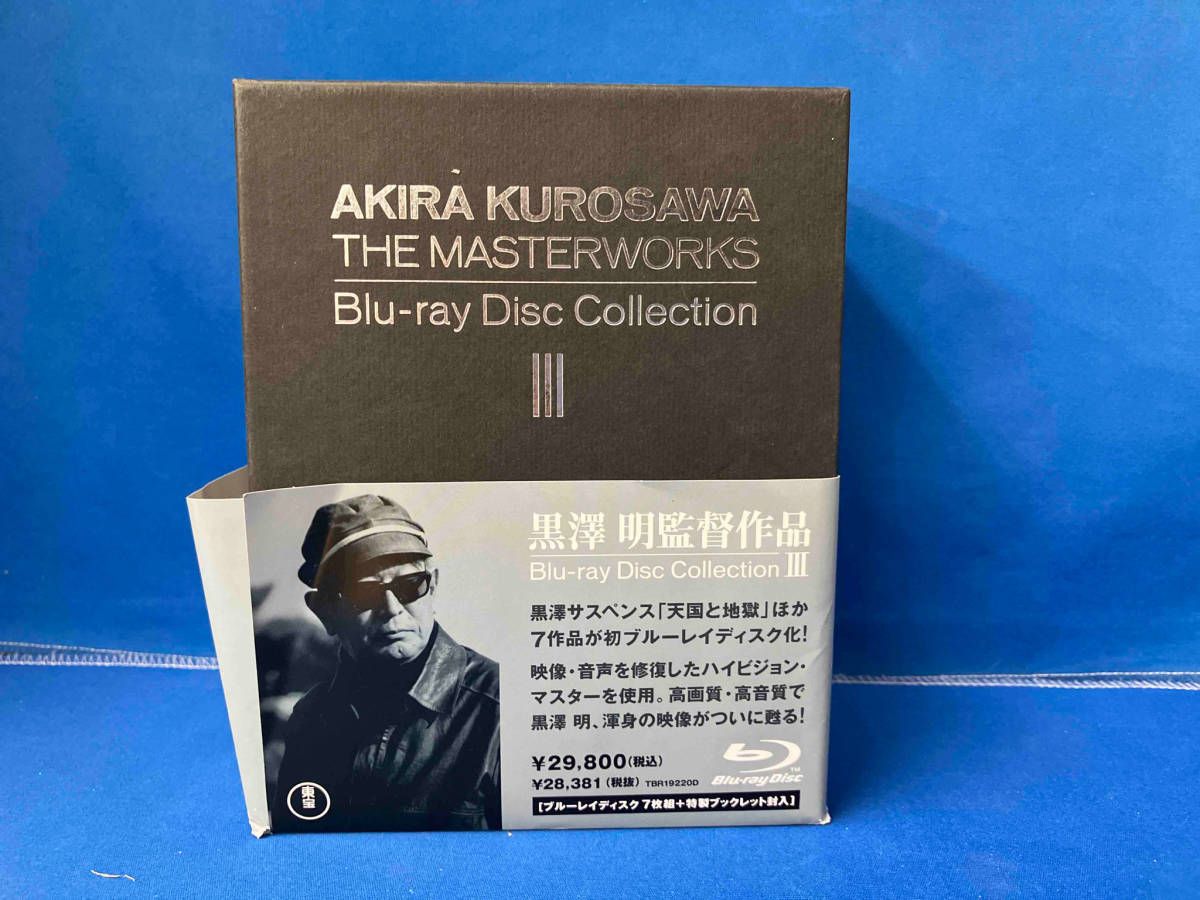 AKIRA KUROSAWA
THE MASTERWORKS
Blu-ray Disc Collection
III
黒澤 明監督作品
Blu-ray Disc Collection III
黒澤サスペンス「天国と地獄」ほか
7作品が初ブルーレイディスク化!
映像・音声を修復したハイビジョン・
マスターを使用。高画質・高音質で
黒澤 明、渾身の映像がついに甦る!
¥29,800(税込)
¥28,381(税抜) TBR19220D
Blu-ray Disc™
[ブルーレイディスク 7枚組+特製ブックレット封入]
東宝